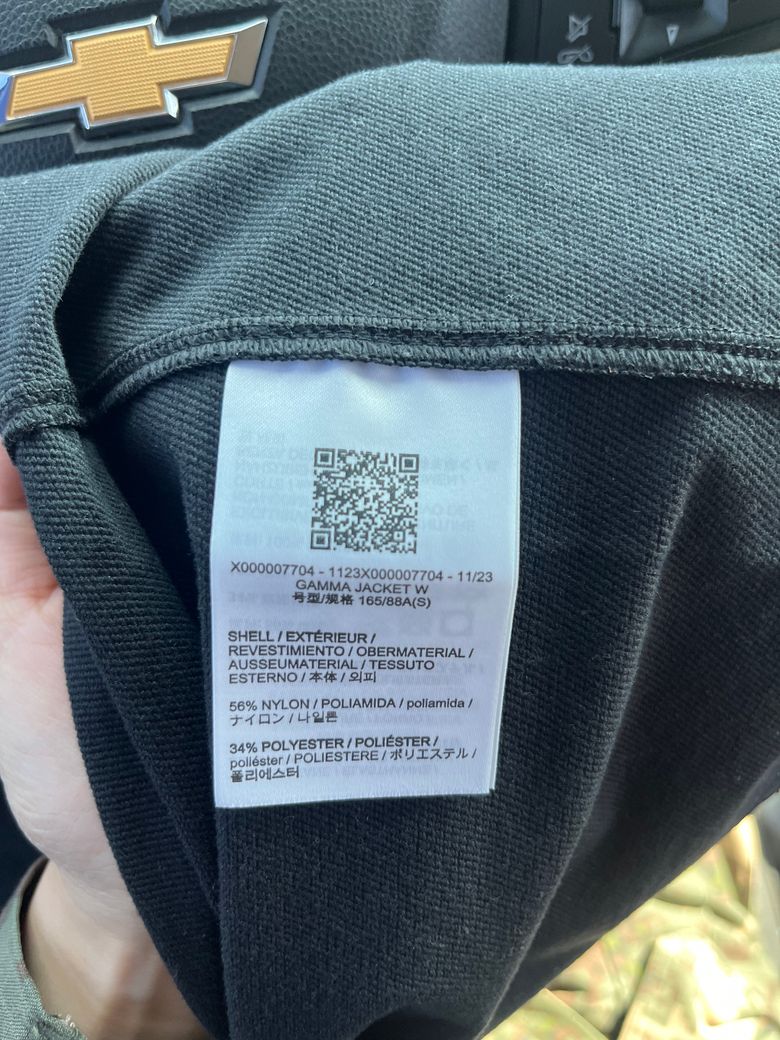 X000007704 - 1123X000007704 - 11/23
GAMMA JACKET W
号型/规格 165/88A(S)
SHELL / EXTÉRIEUR /
REVESTIMIENTO / OBERMATERIAL /
AUSSEUMATERIAL / TESSUTO
ESTERNO / 本体 / 외피
56% NYLON / POLIAMIDA / poliamida /
ナイロン / 나일론
34% POLYESTER / POLIÉSTER /
poliéster / POLIESTERE / ポリエステル /
폴리에스터